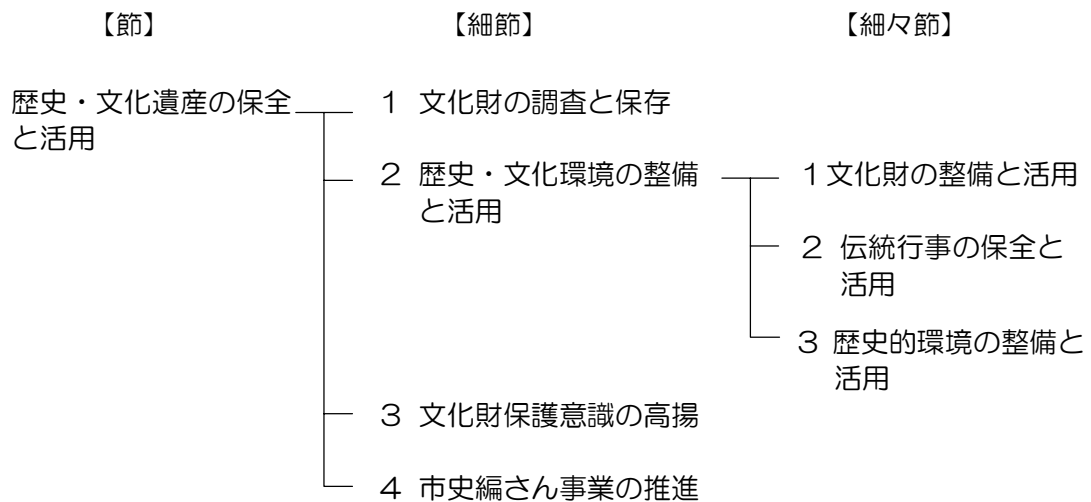 【節】 【細節】 【細々節】
歴史・文化遺産の保全
と活用
1 文化財の調査と保存
2 歴史・文化環境の整備
と活用
1文化財の整備と活用
2 伝統行事の保全と
活用
3 歴史的環境の整備と
活用
3 文化財保護意識の高揚
4 市史編さん事業の推進